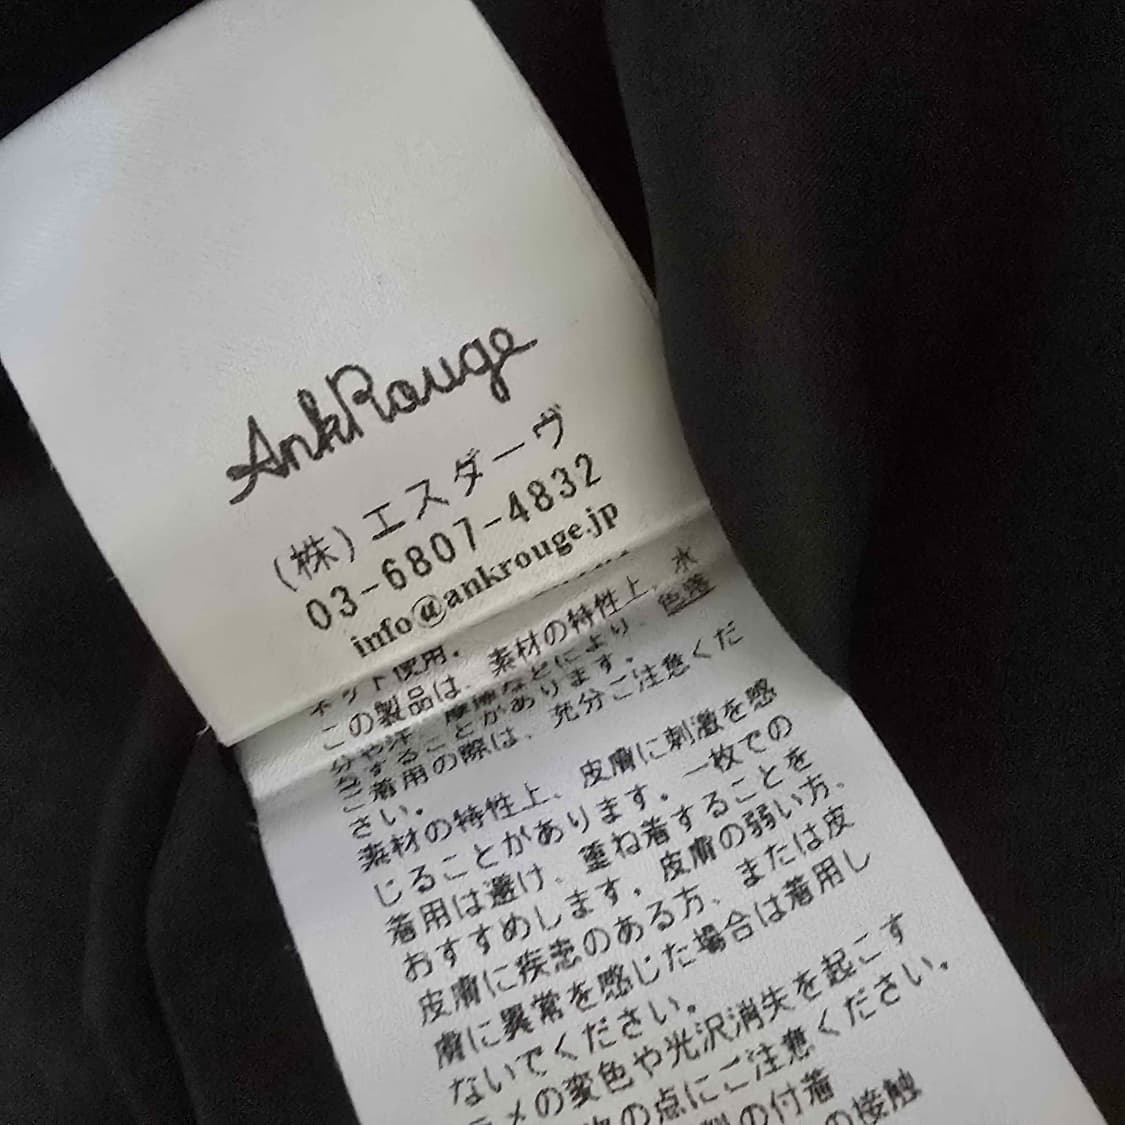 AnkRouge
(株)エスダーヴ
03-6807-4832
info@ankrouge.jp
ネット使用。
この製品は、素材の特性上、水
分や汗、摩擦などにより、色落
ちすることがあります。
ご着用の際は、充分ご注意くだ
さい。
素材の特性上、皮膚に刺激を感
じることがあります。一枚での
着用は避け、重ね着することを
おすすめします。皮膚の弱い方、
皮膚に疾患のある方、または皮
膚に異常を感じた場合は着用し
ないでください。
ラメの変色や光沢消失を起こす
の点にご注意ください。
の付着
の接触